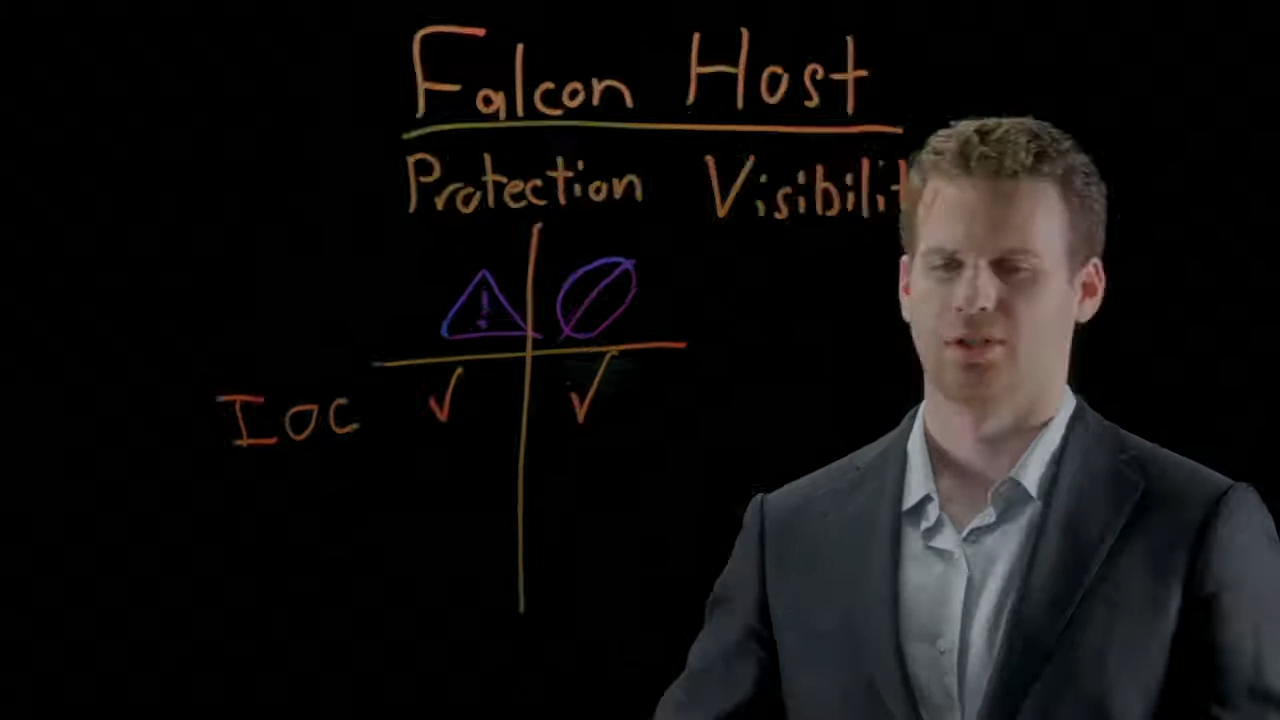 Falcon Host
Protection Visibilit
!
✓ ✓
IOC